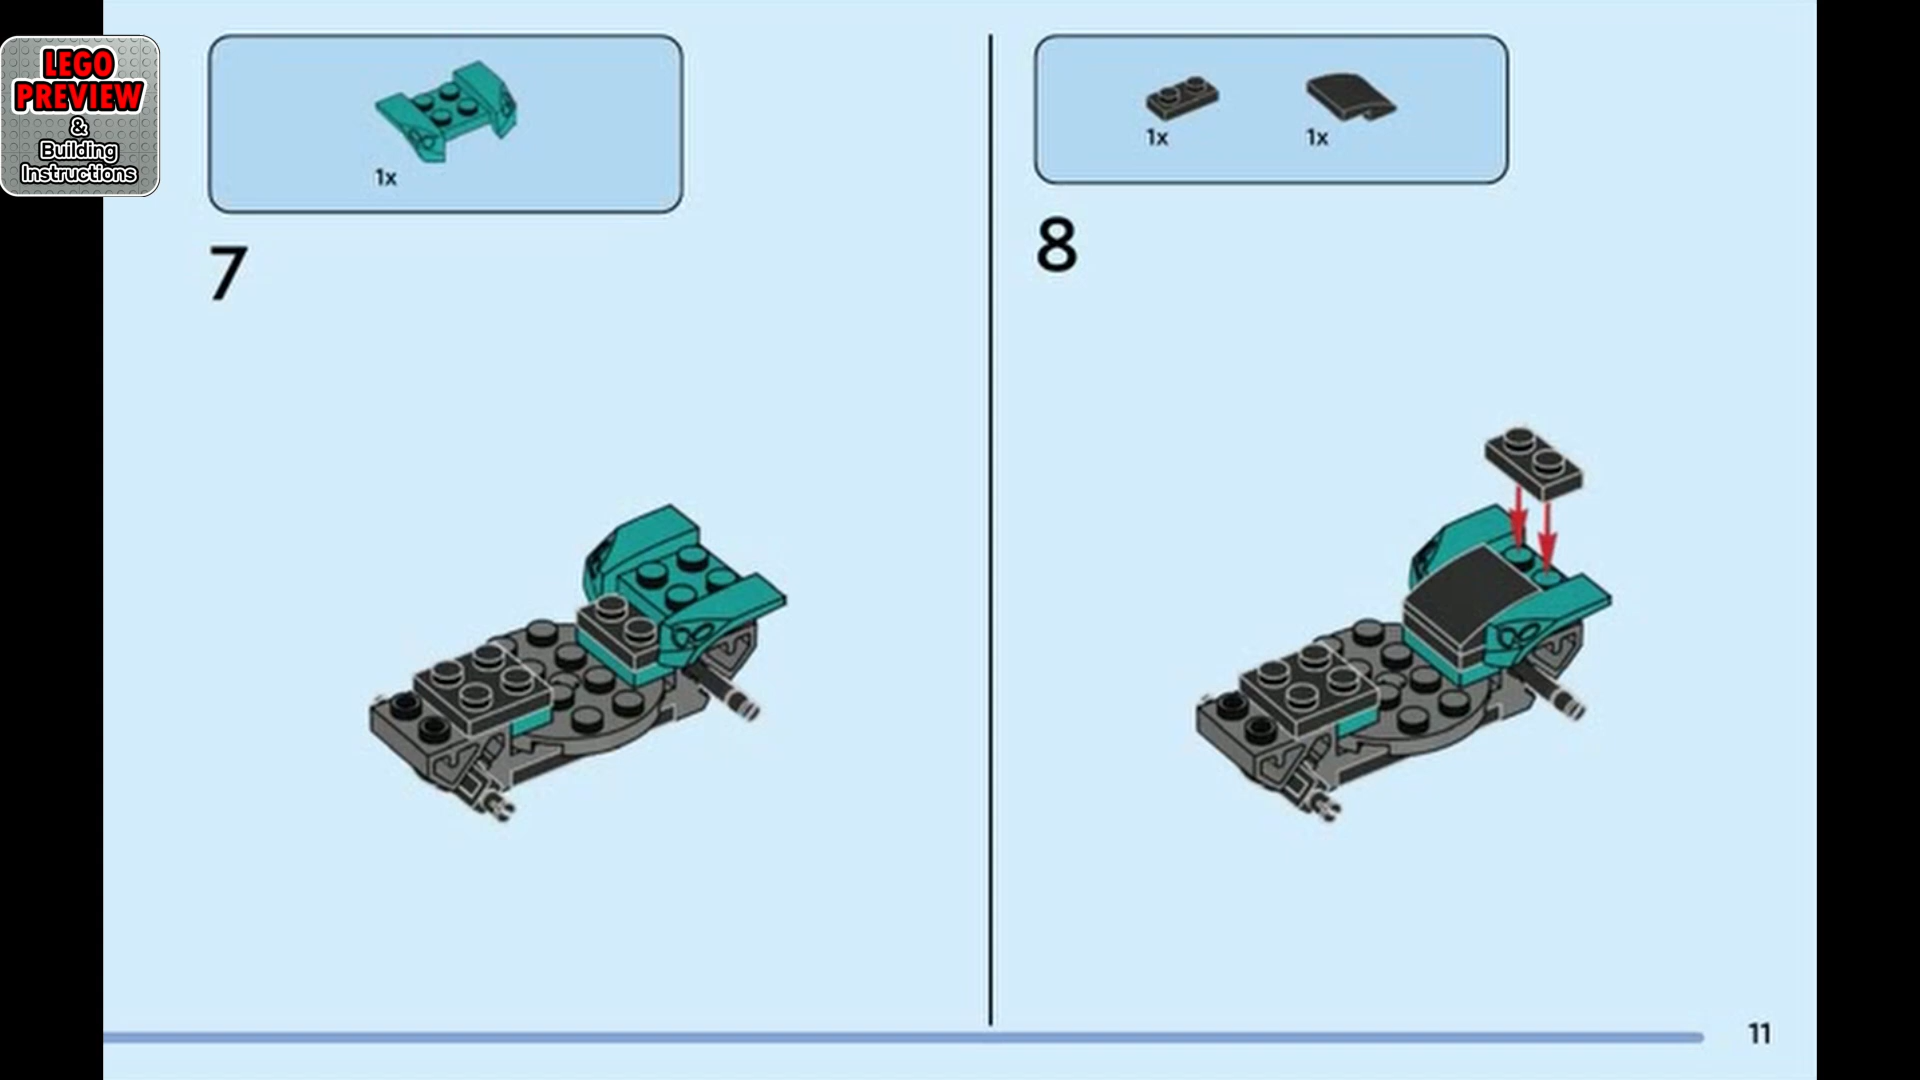 LEGO
PREVIEW
&
Building
Instructions
1x
7
1x 1x
8
11